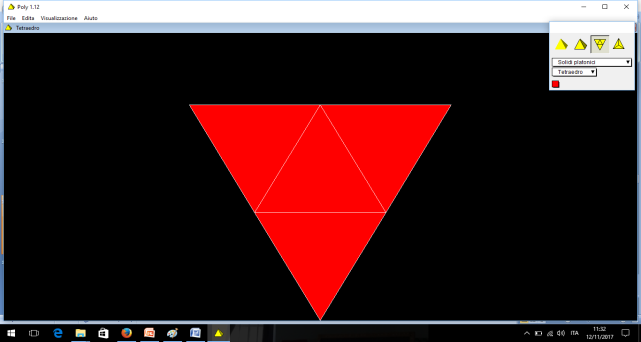 Poly 1.12
File Edita Visualizzazione Aiuto
Tetraedro
Solidi platonici
Tetraedro
ITA
11:32
12/11/2017